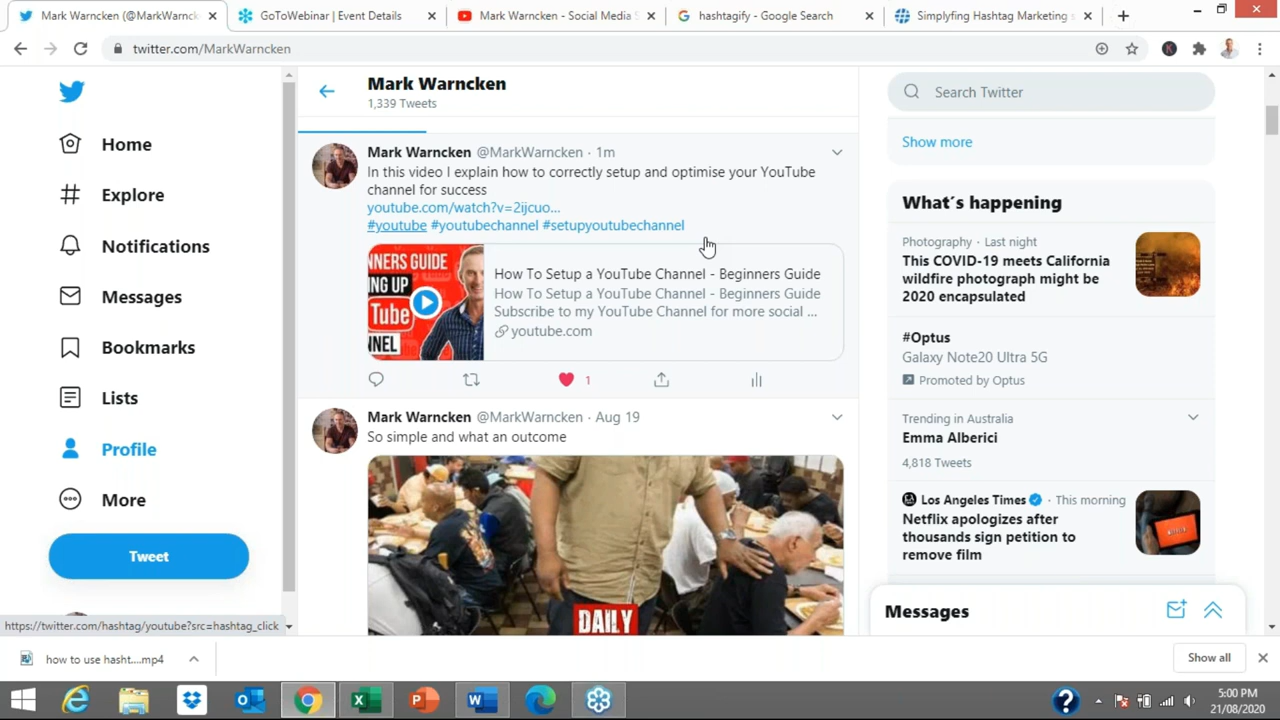 Mark Warncken (@MarkWarnck
GoToWebinar | Event Details
Mark Warncken - Social Media S
hashtagify - Google Search
Simplyfing Hashtag Marketing s
twitter.com/MarkWarncken
K
Home
Explore
Notifications
Messages
Bookmarks
Lists
Profile
More
Tweet
https://twitter.com/hashtag/youtube?src=hashtag_click
Mark Warncken
1,339 Tweets
Mark Warncken @MarkWarncken · 1m
In this video I explain how to correctly setup and optimise your YouTube
channel for success
youtube.com/watch?v=2ijcuo...
#youtube #youtubechannel #setupyoutubechannel
NNERS GUIDE
NG UP
Tube
NNEL
How To Setup a YouTube Channel - Beginners Guide
How To Setup a YouTube Channel - Beginners Guide
Subscribe to my YouTube Channel for more social ...
youtube.com
1
Mark Warncken @MarkWarncken · Aug 19
So simple and what an outcome
DAILY
Search Twitter
Show more
What´s happening
Photography · Last night
This COVID-19 meets California
wildfire photograph might be
2020 encapsulated
#Optus
Galaxy Note20 Ultra 5G
Promoted by Optus
Trending in Australia
Emma Alberici
4,818 Tweets
Los Angeles Times · This morning
Netflix apologizes after
thousands sign petition to
remove film
NETFLIX
Messages
how to use hasht....mp4
Show all
5:00 PM
21/08/2020